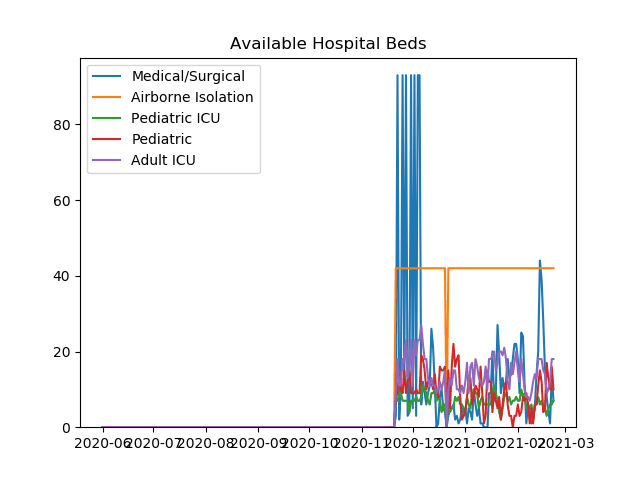 Available Hospital Beds
Medical/Surgical
Airborne Isolation
Pediatric ICU
Pediatric
Adult ICU
80
60
40
20
0
2020-06 2020-07 2020-08 2020-09 2020-10 2020-11 2020-12 2021-01 2021-02 2021-03